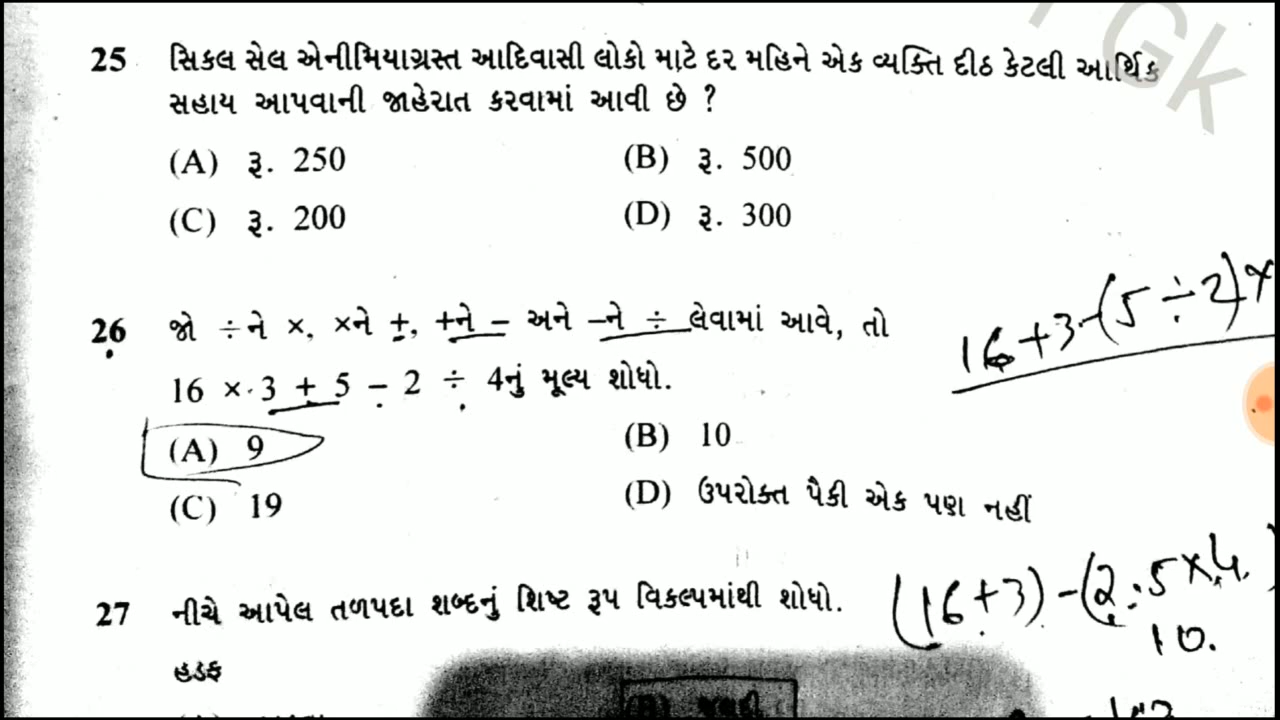 Gk
25 સિકલ સેલ એનીમિયાગ્રસ્ત આદિવાસી લોકો માટે દર મહિને એક વ્યક્તિ દીઠ કેટલી આર્થિક
સહાય આપવાની જાહેરાત કરવામાં આવી છે ?
(A) રૂ. 250 (B) રૂ. 500
(C) રૂ. 200 (D) રૂ. 300
26 જો ÷ને ×, ×ને +, +ને – અને –ને ÷ લેવામાં આવે, તો
16 × 3 + 5 – 2 ÷ 4નું મૂલ્ય શોધો.
16+3-(5÷2)×
(A) 9 (B) 10
(C) 19 (D) ઉપરોક્ત પૈકી એક પણ નહીં
27 નીચે આપેલ તળપદા શબ્દનું શિષ્ટ રૂપ વિકલ્પમાંથી શોધો.
(16+3)-(2.5×4
10.
હડફ